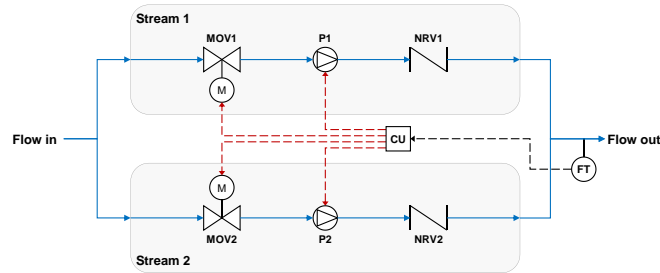 Stream 1
MOV1
P1
NRV1
M
Flow in
CU
Flow out
FT
M
MOV2
P2
NRV2
Stream 2